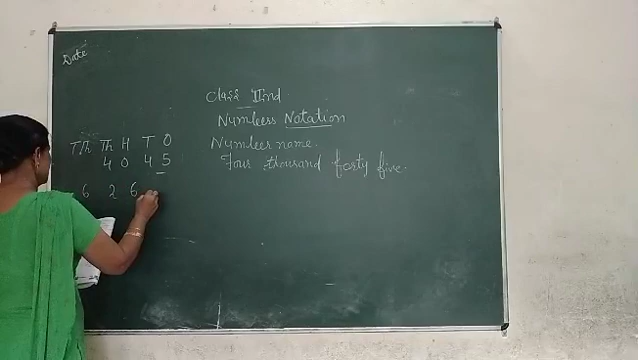 Date
Class IInd
Numbers Notation
TTh Th H T O
Number name.
4 0 4 5
Four thousand forty five.
6 2 6